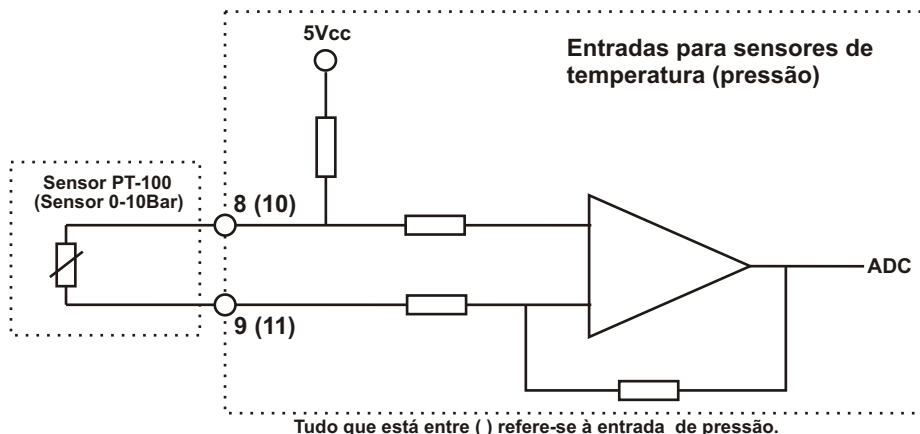 5Vcc
Entradas para sensores de
temperatura (pressão)
Sensor PT-100
(Sensor 0-10Bar)
8 (10)
ADC
9 (11)
Tudo que está entre ( ) refere-se à entrada de pressão.